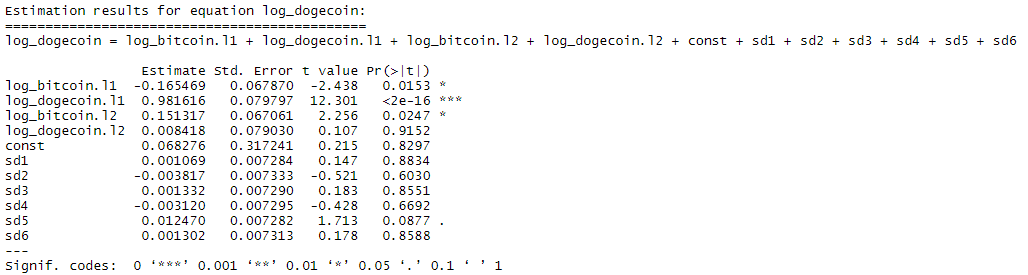 Estimation results for equation log_dogecoin:
=============================================
log_dogecoin = log_bitcoin.l1 + log_dogecoin.l1 + log_bitcoin.l2 + log_dogecoin.l2 + const + sd1 + sd2 + sd3 + sd4 + sd5 + sd6

                 Estimate Std. Error t value Pr(>|t|)
log_bitcoin.l1  -0.165469   0.067870  -2.438   0.0153 *
log_dogecoin.l1  0.981616   0.079797  12.301   <2e-16 ***
log_bitcoin.l2   0.151317   0.067061   2.256   0.0247 *
log_dogecoin.l2  0.008418   0.079030   0.107   0.9152
const            0.068276   0.317241   0.215   0.8297
sd1              0.001069   0.007284   0.147   0.8834
sd2             -0.003817   0.007333  -0.521   0.6030
sd3              0.001332   0.007290   0.183   0.8551
sd4             -0.003120   0.007295  -0.428   0.6692
sd5              0.012470   0.007282   1.713   0.0877 .
sd6              0.001302   0.007313   0.178   0.8588
---
Signif. codes:  0 ‘***’ 0.001 ‘**’ 0.01 ‘*’ 0.05 ‘.’ 0.1 ‘ ’ 1